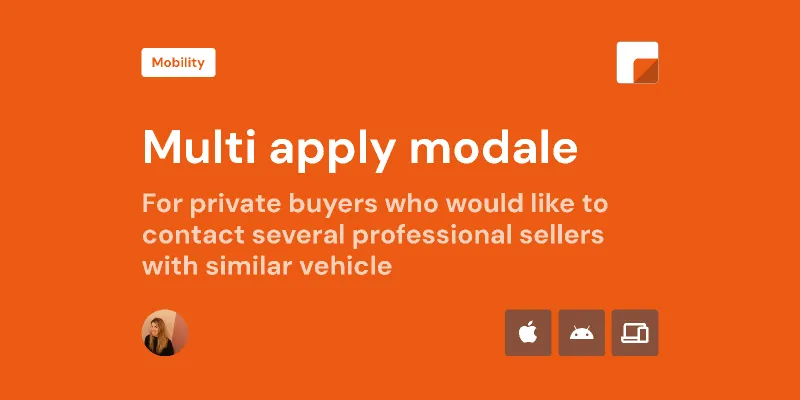 Mobility
Multi apply modale
For private buyers who would like to
contact several professional sellers
with similar vehicle